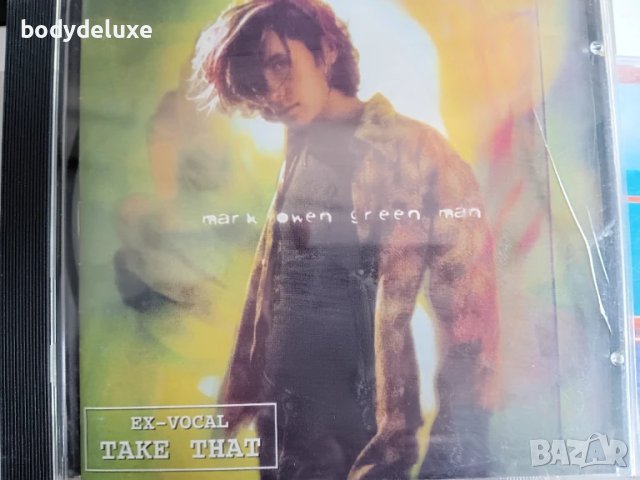 bodydeluxe
mark owen green man
EX-VOCAL
TAKE THAT
BAZAR